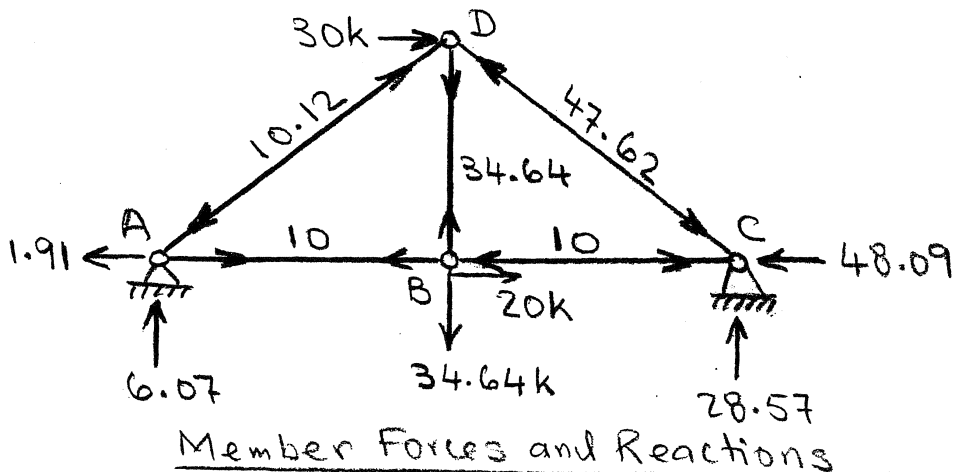 30k D
10.12
47.62
34.64
A
1.91
10
10
C
48.09
B
20k
6.07
34.64k
28.57
Member Forces and Reactions